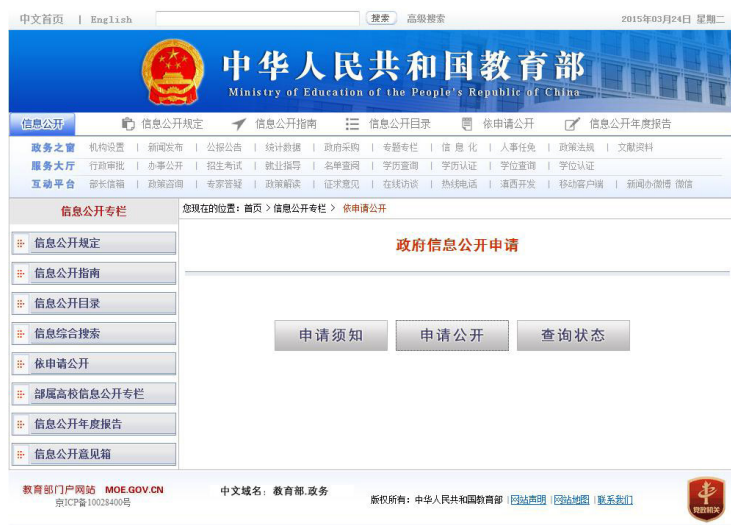 中文首页 | English 搜索 高级搜索 2015年03月24日 星期二
中华人民共和国教育部
Ministry of Education of the People's Republic of China
信息公开 信息公开规定 信息公开指南 信息公开目录 依申请公开 信息公开年度报告
政务之窗 机构设置 | 新闻发布 | 公报公告 | 统计数据 | 政府采购 | 专题专栏 | 信息化 | 人事任免 | 政策法规 | 文献资料
服务大厅 行政审批 | 办事公开 | 招生考试 | 就业指导 | 名单查阅 | 学历查询 | 学历认证 | 学位查询 | 学位认证
互动平台 部长信箱 | 政策咨询 | 专家答疑 | 政策解读 | 征求意见 | 在线访谈 | 热线电话 | 滇西开发 | 移动客户端 | 新闻办微博 微信
信息公开专栏
您现在的位置：首页 > 信息公开专栏 > 依申请公开
信息公开规定
信息公开指南
信息公开目录
信息综合搜索
依申请公开
部属高校信息公开专栏
信息公开年度报告
信息公开意见箱
政府信息公开申请
申请须知 申请公开 查询状态
教育部门户网站 MOE.GOV.CN
京ICP备10028400号
中文域名：教育部.政务
版权所有：中华人民共和国教育部 | 网站声明 | 网站地图 | 联系我们
党政机关